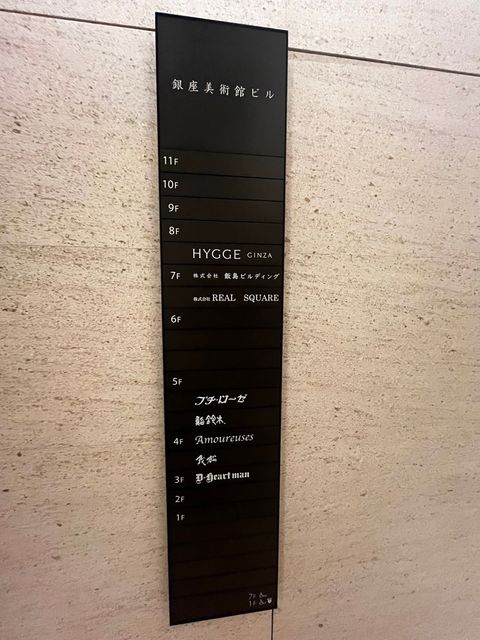 銀座美術館ビル
11F
10F
9F
8F
HYGGE GINZA
7F 株式会社 飯島ビルディング
株式会社 REAL SQUARE
6F
5F
プチ・ローゼ
鮨鈴木
4F Amoureuses
3F D-Heartman
2F
1F
7F
1F